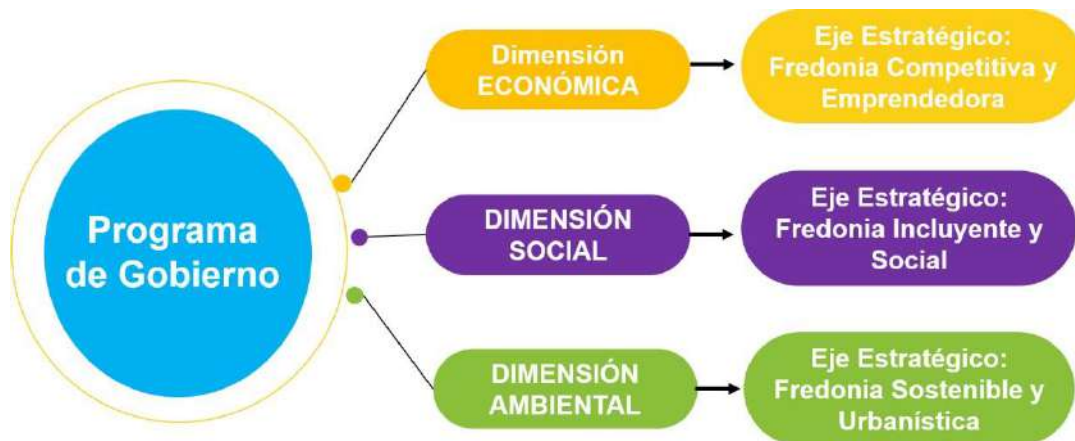 Programa
de Gobierno
Dimensión
ECONÓMICA
Eje Estratégico:
Fredonia Competitiva y
Emprendedora
DIMENSIÓN
SOCIAL
Eje Estratégico:
Fredonia Incluyente y
Social
DIMENSIÓN
AMBIENTAL
Eje Estratégico:
Fredonia Sostenible y
Urbanística